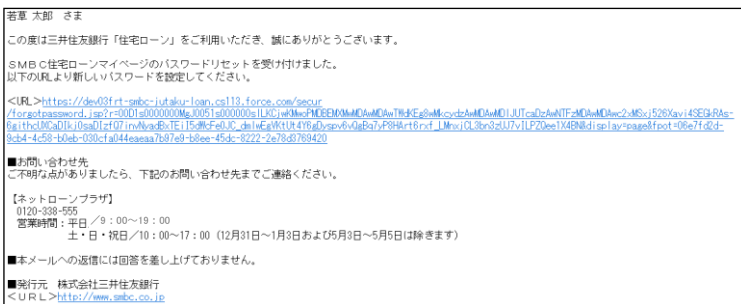 若草 太郎　さま
この度は三井住友銀行「住宅ローン」をご利用いただき、誠にありがとうございます。
ＳＭＢＣ住宅ローンマイページのパスワードリセットを受け付けました。
以下のURLより新しいパスワードを設定してください。
<URL>https://dev03frt-smbc-jutaku-loan.cs113.force.com/secur
■お問い合わせ先
ご不明な点がありましたら、下記のお問い合わせ先までご連絡ください。
【ネットローンプラザ】
0120-338-555
営業時間：平日／9：00～19：00
土・日・祝日／10：00～17：00（12月31日～1月3日および5月3日～5月5日は除きます）
■本メールへの返信には回答を差し上げておりません。
■発行元　株式会社三井住友銀行
＜ＵＲＬ＞http://www.smbc.co.jp